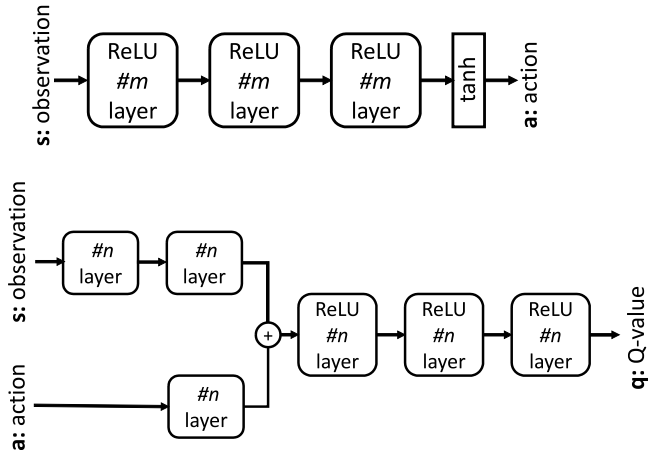 s: observation
ReLU
#m
layer
ReLU
#m
layer
ReLU
#m
layer
tanh
a: action
s: observation
#n
layer
#n
layer
a: action
#n
layer
+
ReLU
#n
layer
ReLU
#n
layer
ReLU
#n
layer
q: Q-value